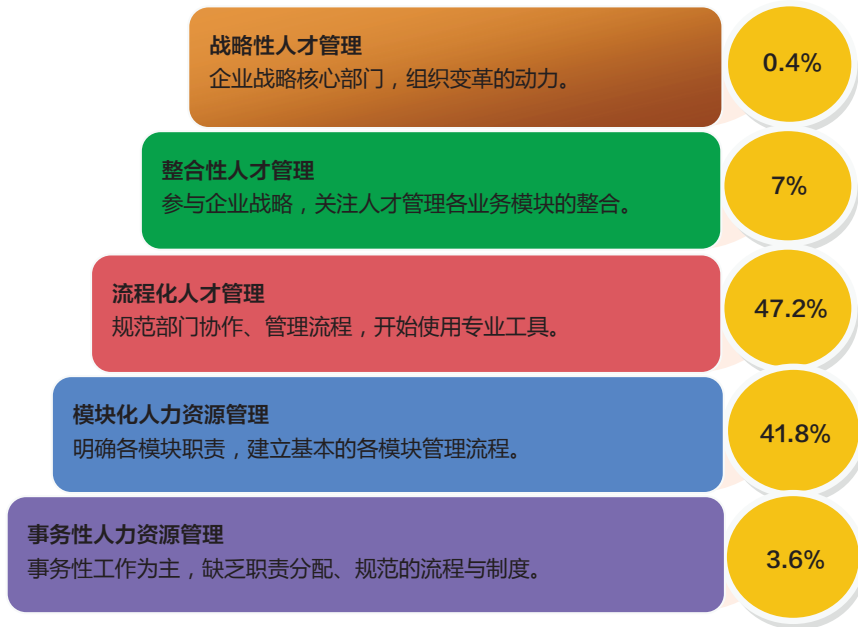 战略性人才管理
企业战略核心部门，组织变革的动力。
0.4%
整合性人才管理
参与企业战略，关注人才管理各业务模块的整合。
7%
流程化人才管理
规范部门协作、管理流程，开始使用专业工具。
47.2%
模块化人力资源管理
明确各模块职责，建立基本的各模块管理流程。
41.8%
事务性人力资源管理
事务性工作为主，缺乏职责分配、规范的流程与制度。
3.6%